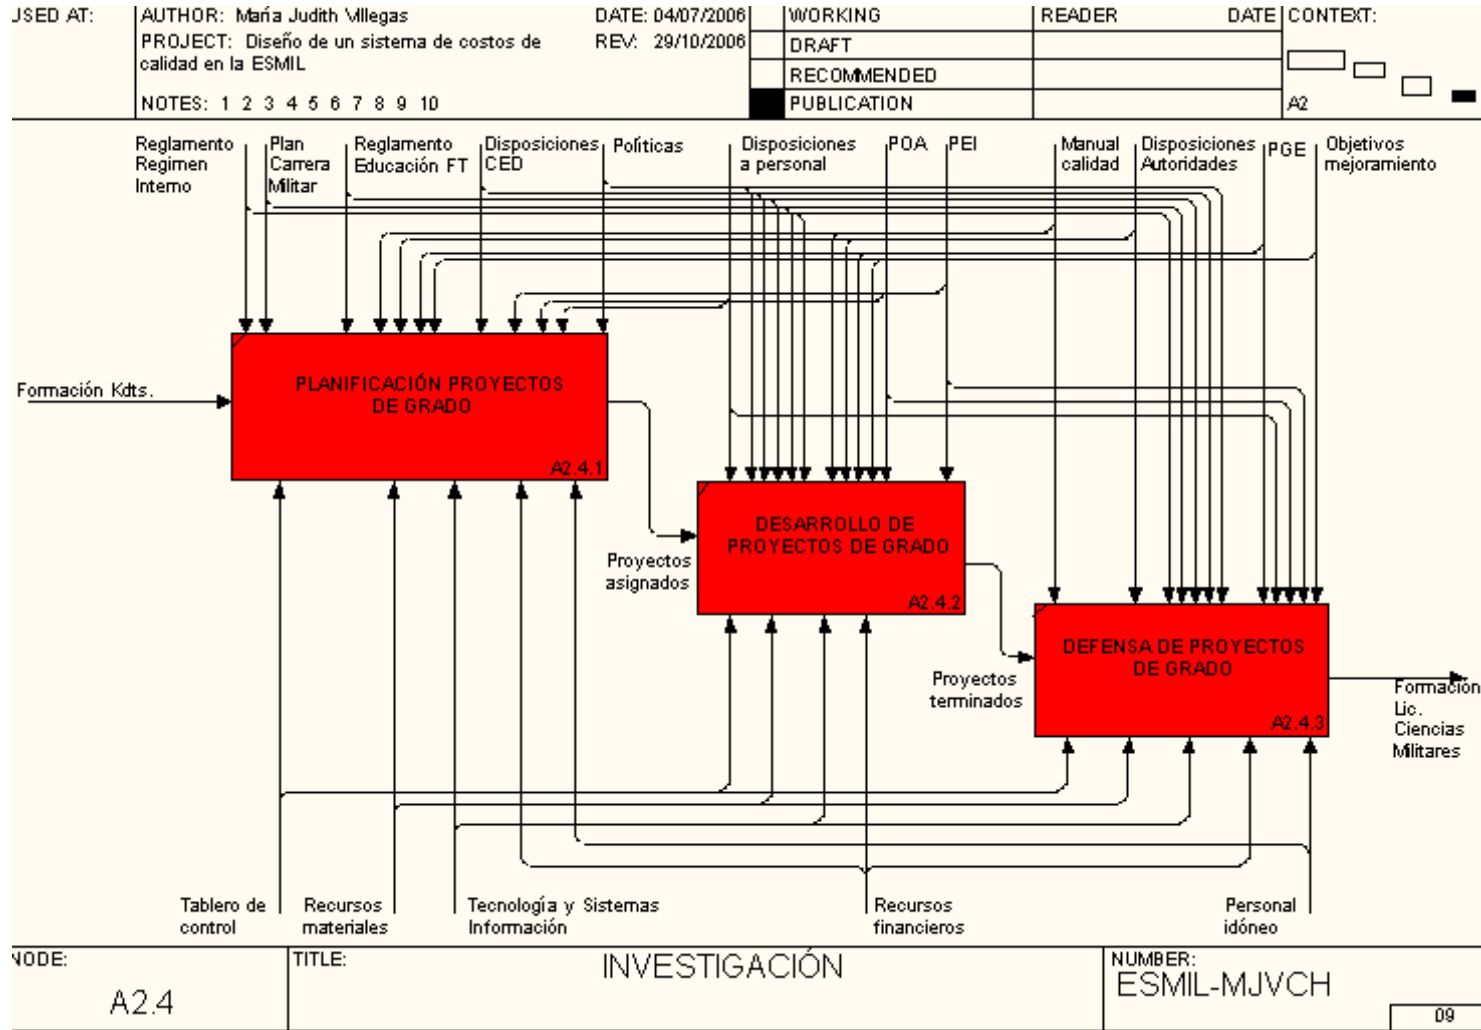 USED AT:
AUTHOR: María Judith Villegas
DATE: 04/07/2006
WORKING
READER
DATE
CONTEXT:
PROJECT: Diseño de un sistema de costos de
REV: 29/10/2006
DRAFT
calidad en la ESMIL
RECOMMENDED
NOTES: 1 2 3 4 5 6 7 8 9 10
PUBLICATION
A2
Reglamento
Regimen
Interno
Plan
Carrera
Militar
Reglamento
Educación FT
Disposiciones
CED
Políticas
Disposiciones
a personal
POA
PEI
Manual
calidad
Disposiciones
Autoridades
PGE
Objetivos
mejoramiento
Formación Kdts.
PLANIFICACIÓN PROYECTOS
DE GRADO
A2.4.1
Proyectos
asignados
DESARROLLO DE
PROYECTOS DE GRADO
A2.4.2
Proyectos
terminados
DEFENSA DE PROYECTOS
DE GRADO
A2.4.3
Formación
Lic.
Ciencias
Militares
Tablero de
control
Recursos
materiales
Tecnología y Sistemas
Información
Recursos
financieros
Personal
idóneo
NODE:
A2.4
TITLE:
INVESTIGACIÓN
NUMBER:
ESMIL-MJVCH
09